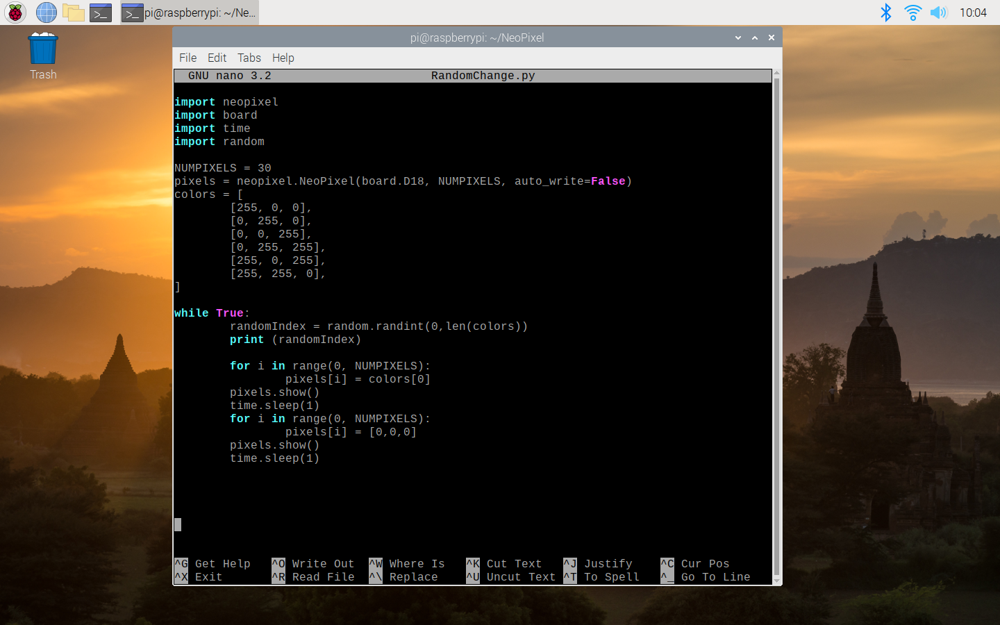 pi@raspberrypi: ~/Ne...
10:04
Trash
pi@raspberrypi: ~/NeoPixel
File Edit Tabs Help
GNU nano 3.2 RandomChange.py
import neopixel
import board
import time
import random
NUMPIXELS = 30
pixels = neopixel.NeoPixel(board.D18, NUMPIXELS, auto_write=False)
colors = [
        [255, 0, 0],
        [0, 255, 0],
        [0, 0, 255],
        [0, 255, 255],
        [255, 0, 255],
        [255, 255, 0],
]
while True:
        randomIndex = random.randint(0,len(colors))
        print (randomIndex)
        for i in range(0, NUMPIXELS):
                pixels[i] = colors[0]
        pixels.show()
        time.sleep(1)
        for i in range(0, NUMPIXELS):
                pixels[i] = [0,0,0]
        pixels.show()
        time.sleep(1)
^G Get Help ^O Write Out ^W Where Is ^K Cut Text ^J Justify ^C Cur Pos
^X Exit ^R Read File ^\ Replace ^U Uncut Text ^T To Spell ^_ Go To Line